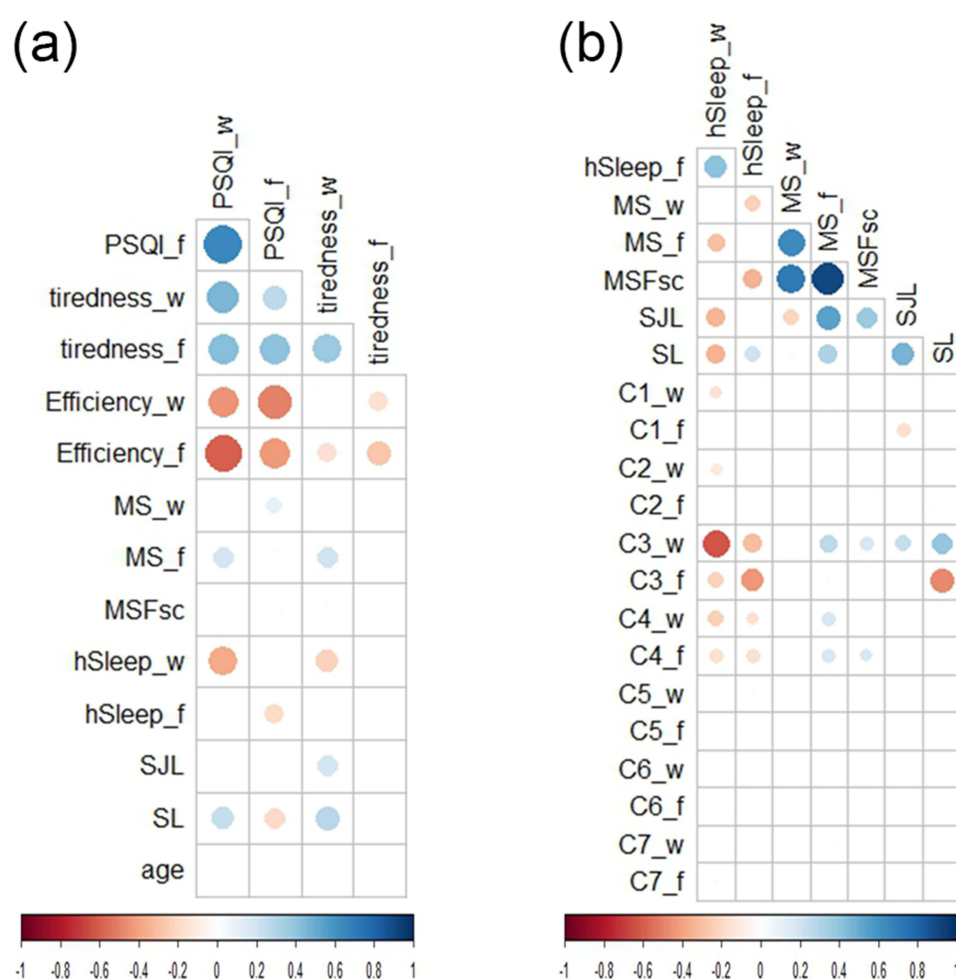 (a)
PSQI_w
PSQI_f
tiredness_w
tiredness_f
PSQI_f
tiredness_w
tiredness_f
Efficiency_w
Efficiency_f
MS_w
MS_f
MSFsc
hSleep_w
hSleep_f
SJL
SL
age
-1 -0.8 -0.6 -0.4 -0.2 0 0.2 0.4 0.6 0.8 1
(b)
hSleep_w
hSleep_f
MS_w
MS_f
MSFsc
SJL
SL
hSleep_f
MS_w
MS_f
MSFsc
SJL
SL
C1_w
C1_f
C2_w
C2_f
C3_w
C3_f
C4_w
C4_f
C5_w
C5_f
C6_w
C6_f
C7_w
C7_f
-1 -0.8 -0.6 -0.4 -0.2 0 0.2 0.4 0.6 0.8 1